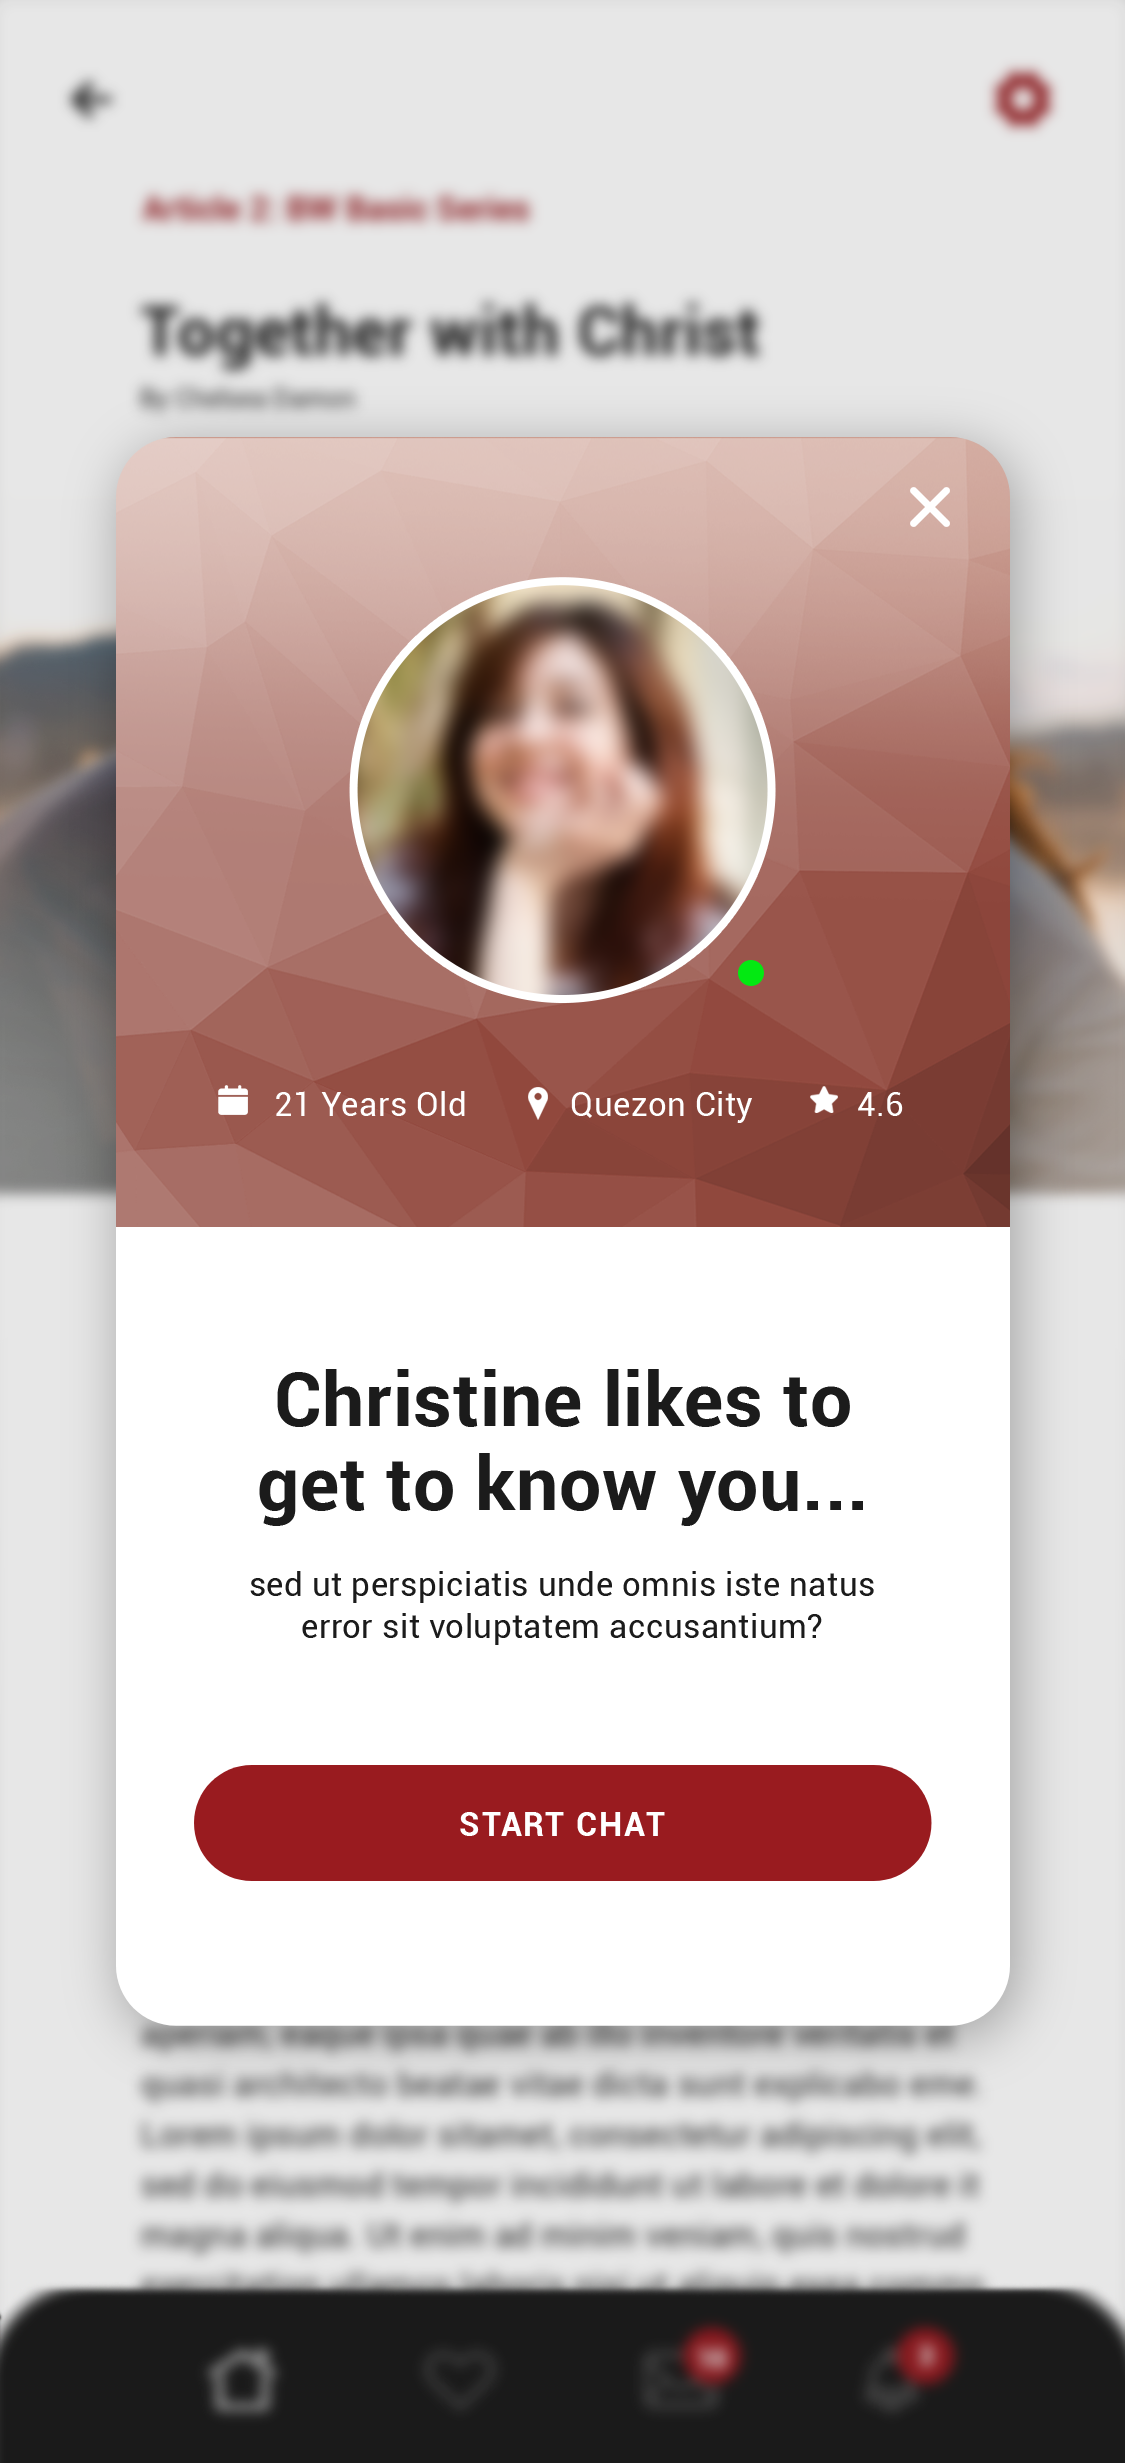 Article 2: BW Basic Series
Together with Christ
By Chelsea Damon
21 Years Old
Quezon City
4.6
Christine likes to
get to know you...
sed ut perspiciatis unde omnis iste natus
error sit voluptatem accusantium?
START CHAT
aperiam, eaque ipsa quae ab illo inventore veritatis et
quasi architecto beatae vitae dicta sunt explicabo eme.
Lorem ipsum dolor sitamet, consectetur adipiscing elit,
sed do eiusmod tempor incididunt ut labore et dolore it
magna aliqua. Ut enim ad minim veniam, quis nostrud